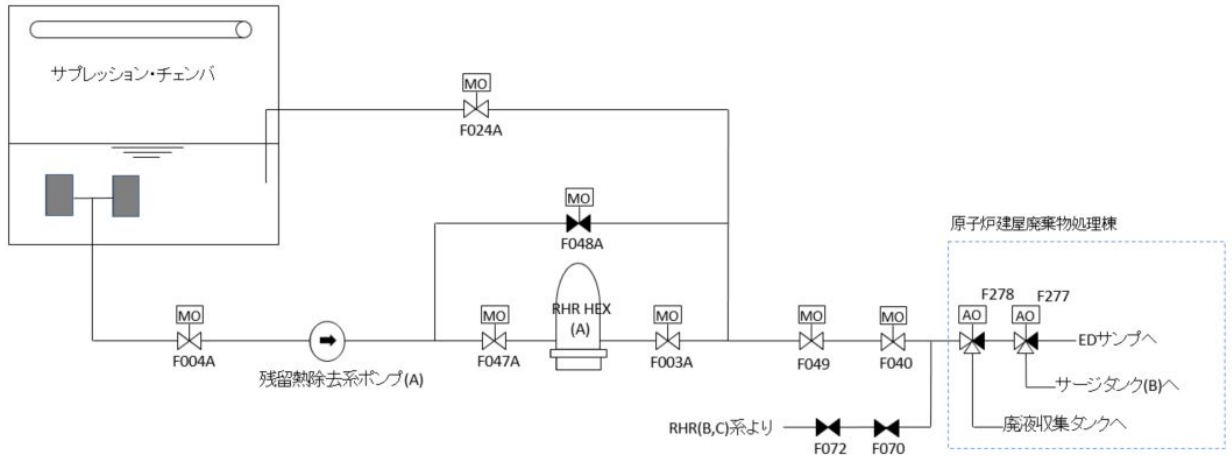 サプレッション・チェンバ
MO
F024A
MO
F048A
原子炉建屋廃棄物処理棟
MO
F004A
残留熱除去系ポンプ(A)
MO
F047A
RHR HEX
(A)
MO
F003A
MO
F049
MO
F040
AO
F278
AO
F277
EDサンプへ
サージタンク(B)へ
廃液収集タンクへ
RHR(B,C)系より
F072
F070